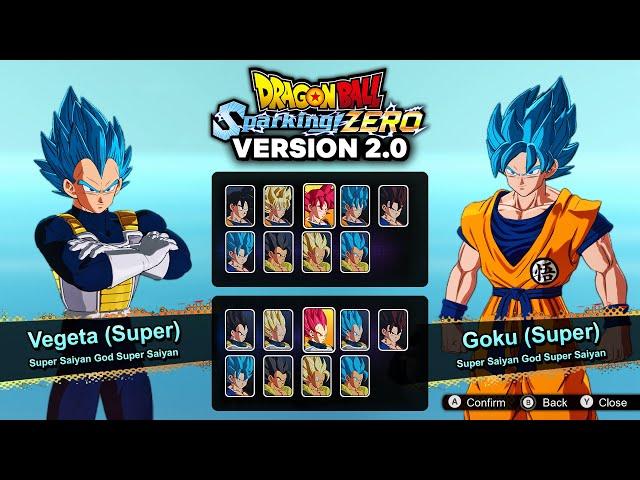 DRAGON BALL
Sparking! ZERO
VERSION 2.0
Vegeta (Super)
Super Saiyan God Super Saiyan
Goku (Super)
Super Saiyan God Super Saiyan
悟
A Confirm B Back Y Close